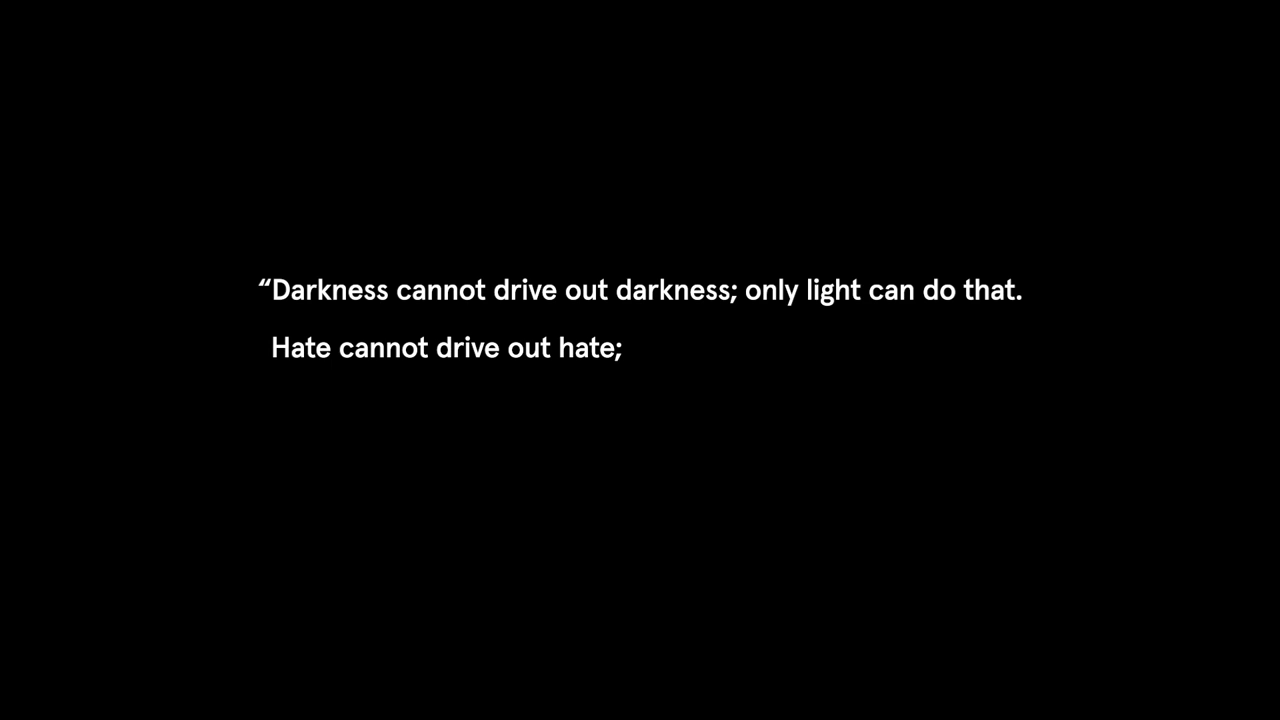 “Darkness cannot drive out darkness; only light can do that.
Hate cannot drive out hate;